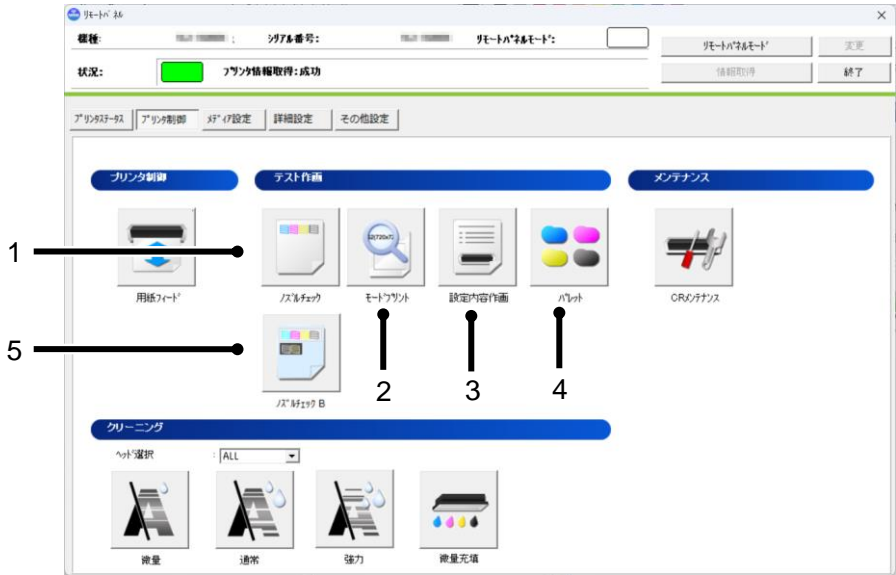 リモートパネル
機種: シリアル番号: リモートパネルモード: リモートパネルモード 変更
状況: プリンタ情報取得:成功 情報取得 終了
プリンタステータス プリンタ制御 メディア設定 詳細設定 その他設定
プリンタ制御 テスト作画 メンテナンス
S2(720x72
1
用紙フィード ノズルチェック モードプリント 設定内容作画 パレット CRメンテナンス
5
2 3 4
ノズルチェック B
クリーニング
ヘッド選択 : ALL
微量 通常 強力 微量充填